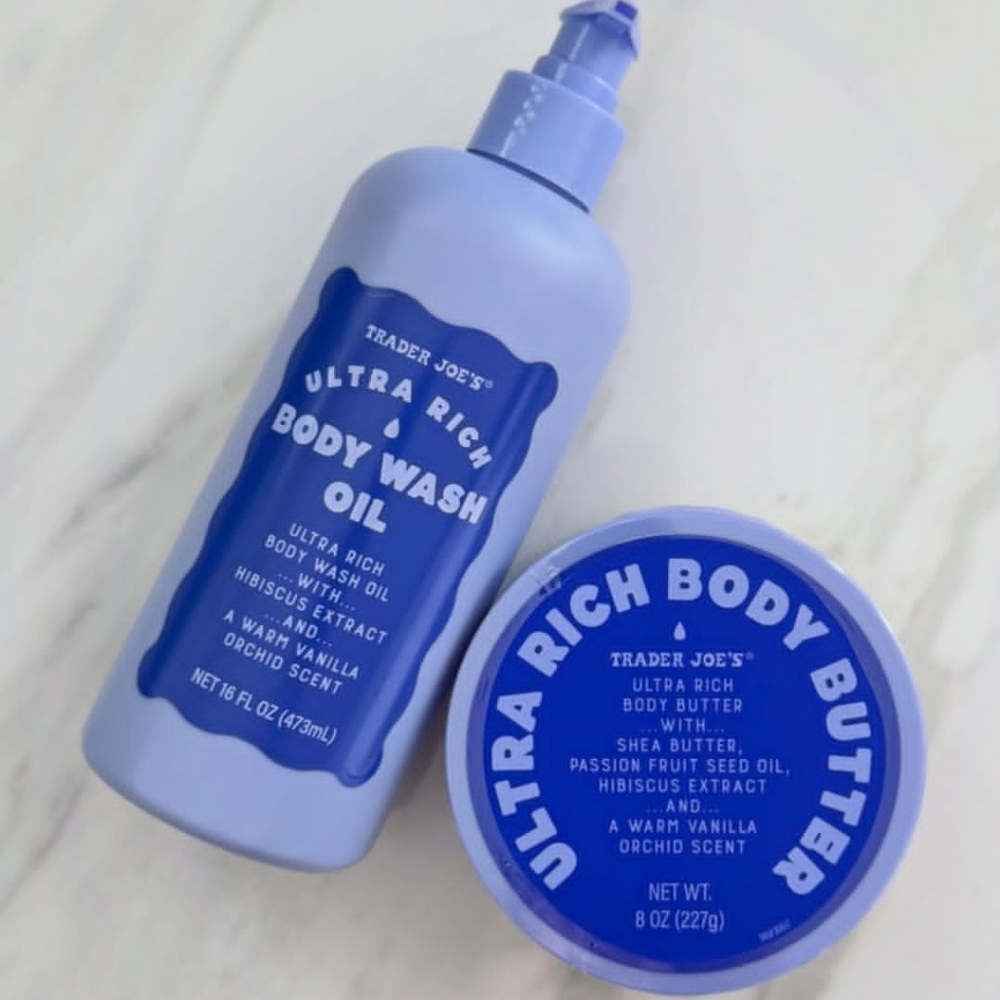 TRADER JOE'S®
ULTRA RICH
BODY WASH
OIL
ULTRA RICH
BODY WASH OIL
...WITH...
HIBISCUS EXTRACT
...AND...
A WARM VANILLA
ORCHID SCENT
NET 16 FL OZ (473mL)
ULTRA RICH BODY BUTTER
TRADER JOE'S®
ULTRA RICH
BODY BUTTER
...WITH...
SHEA BUTTER,
PASSION FRUIT SEED OIL,
HIBISCUS EXTRACT
...AND...
A WARM VANILLA
ORCHID SCENT
NET WT.
8 OZ (227g)